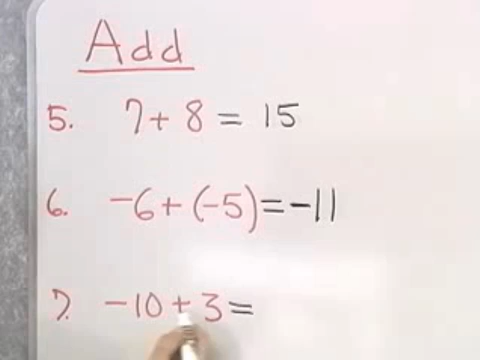 Add
5. 7 + 8 = 15
6. -6 + (-5) = -11
7. -10 + 3 =